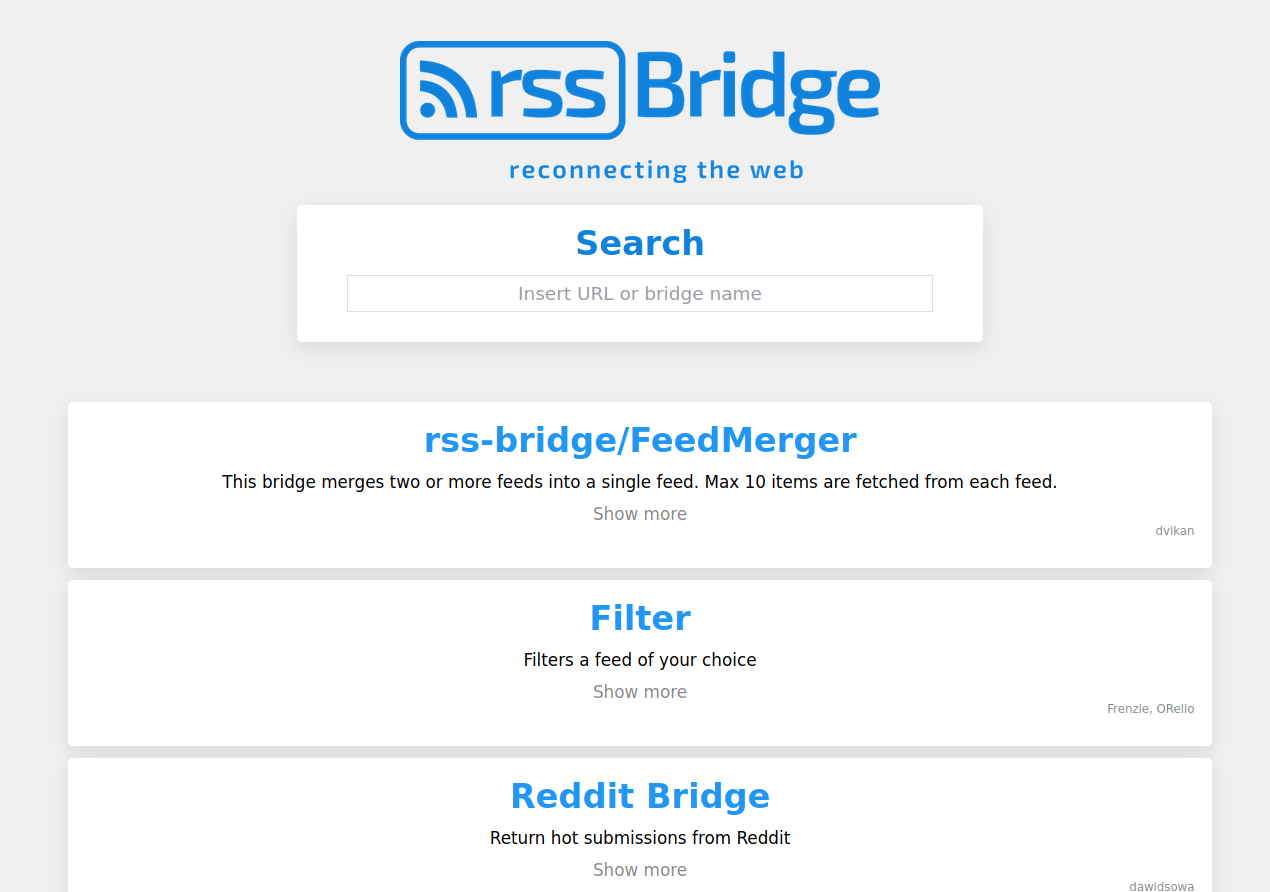 rss Bridge
reconnecting the web
Search
Insert URL or bridge name
rss-bridge/FeedMerger
This bridge merges two or more feeds into a single feed. Max 10 items are fetched from each feed.
Show more
dvikan
Filter
Filters a feed of your choice
Show more
Frenzie, ORelio
Reddit Bridge
Return hot submissions from Reddit
Show more
dawidsowa